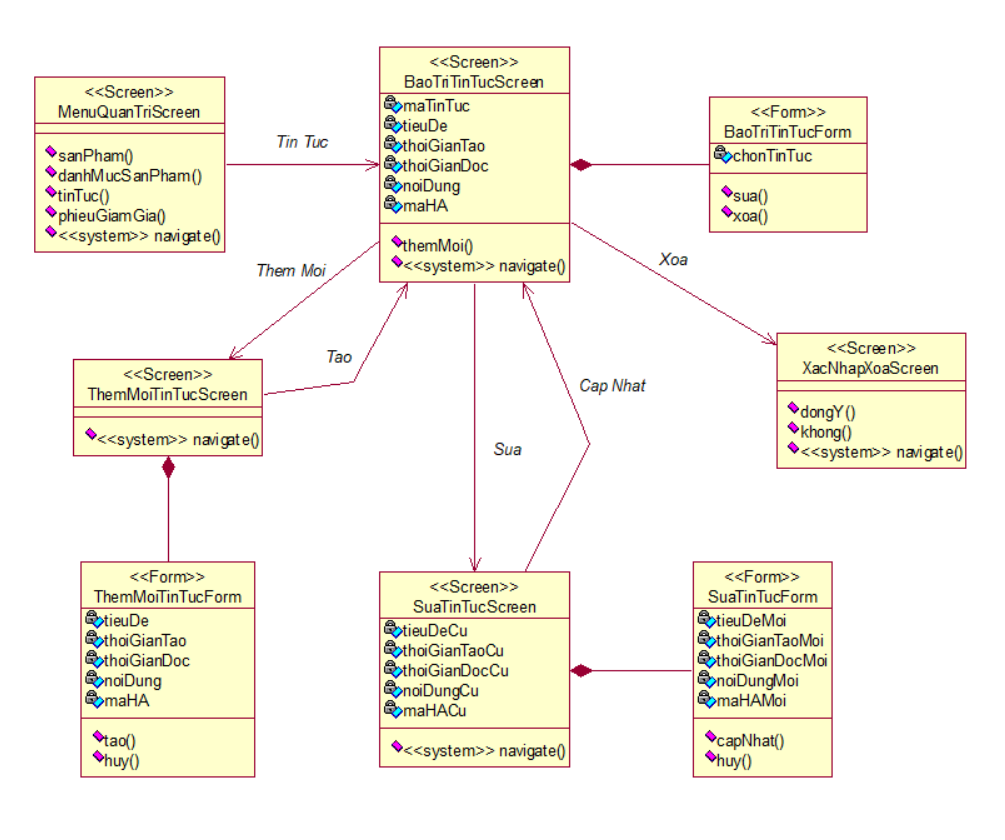 <<Screen>>
MenuQuanTriScreen
sanPham()
danhMucSanPham()
tinTuc()
phieuGiamGia()
<<system>> navigate()
Tin Tuc
<<Screen>>
BaoTriTinTucScreen
maTinTuc
tieuDe
thoiGianTao
thoiGianDoc
noiDung
maHA
themMoi()
<<system>> navigate()
<<Form>>
BaoTriTinTucForm
chonTinTuc
sua()
xoa()
Them Moi
Xoa
Tao
Cap Nhat
Sua
<<Screen>>
ThemMoiTinTucScreen
<<system>> navigate()
<<Screen>>
XacNhapXoaScreen
dongY()
khong()
<<system>> navigate()
<<Form>>
ThemMoiTinTucForm
tieuDe
thoiGianTao
thoiGianDoc
noiDung
maHA
tao()
huy()
<<Screen>>
SuaTinTucScreen
tieuDeCu
thoiGianTaoCu
thoiGianDocCu
noiDungCu
maHACu
<<system>> navigate()
<<Form>>
SuaTinTucForm
tieuDeMoi
thoiGianTaoMoi
thoiGianDocMoi
noiDungMoi
maHAMoi
capNhat()
huy()